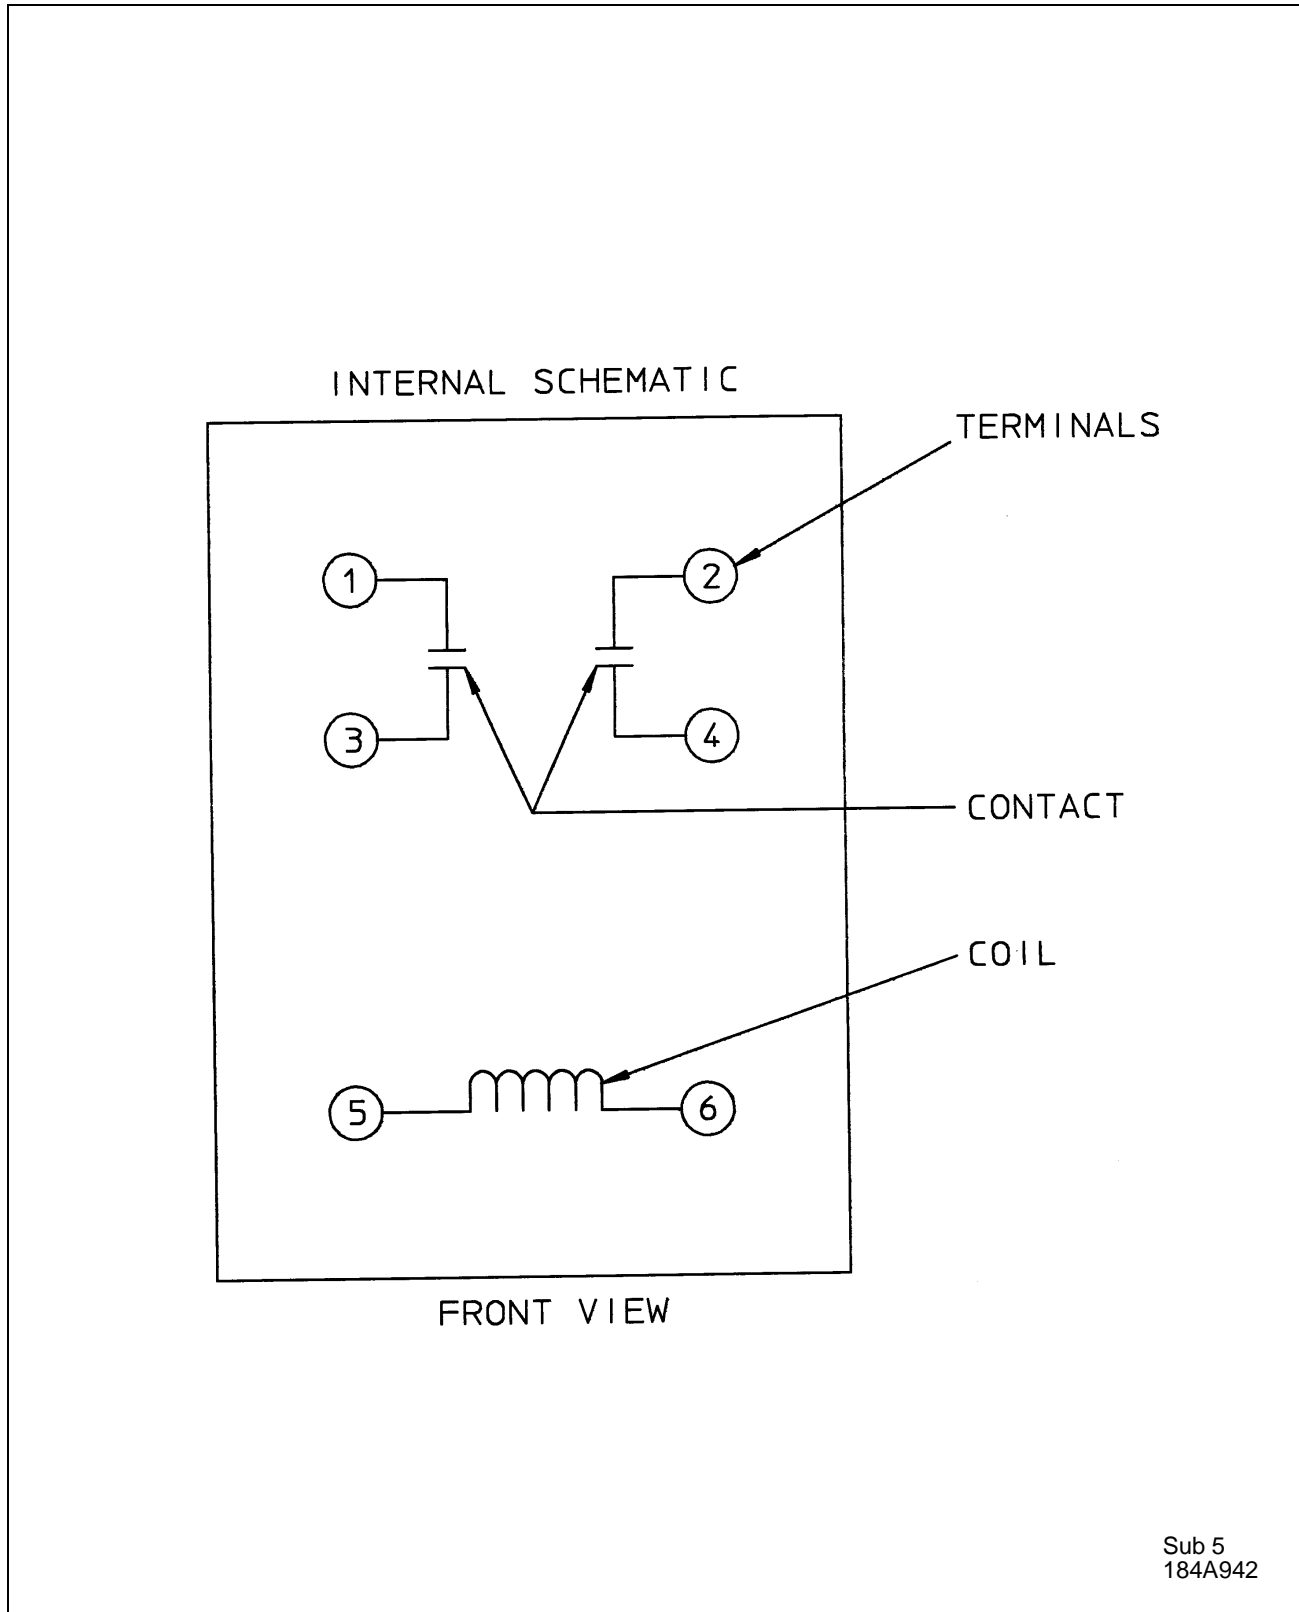 INTERNAL SCHEMATIC
TERMINALS
1
2
3
4
CONTACT
COIL
5
6
FRONT VIEW
Sub 5
184A942